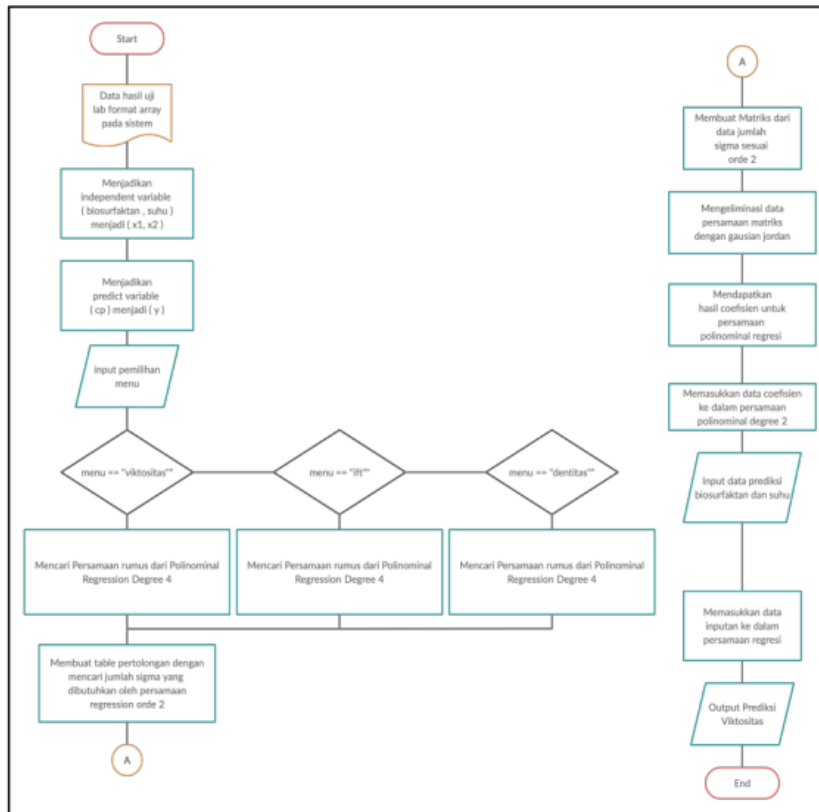 Start
Data hasil uji
lab format array
pada sistem
Menjadikan
independent variable
( biosurfaktan , suhu )
menjadi ( x1, x2 )
Menjadikan
predict variable
( cp ) menjadi ( y )
input pemilihan
menu
menu == "viktositas""
menu == "ift""
menu == "dentitas""
Mencari Persamaan rumus dari Polinominal
Regression Degree 4
Mencari Persamaan rumus dari Polinominal
Regression Degree 4
Mencari Persamaan rumus dari Polinominal
Regression Degree 4
Membuat table pertolongan dengan
mencari jumlah sigma yang
dibutuhkan oleh persamaan
regression orde 2
A
A
Membuat Matriks dari
data jumlah
sigma sesuai
orde 2
Mengeliminasi data
persamaan matriks
dengan gausian jordan
Mendapatkan
hasil coefisien untuk
persamaan
polinominal regresi
Memasukkan data coefisien
ke dalam persamaan
polinominal degree 2
Input data prediksi
biosurfaktan dan suhu
Memasukkan data
inputan ke dalam
persamaan regresi
Output Prediksi
Viktositas
End